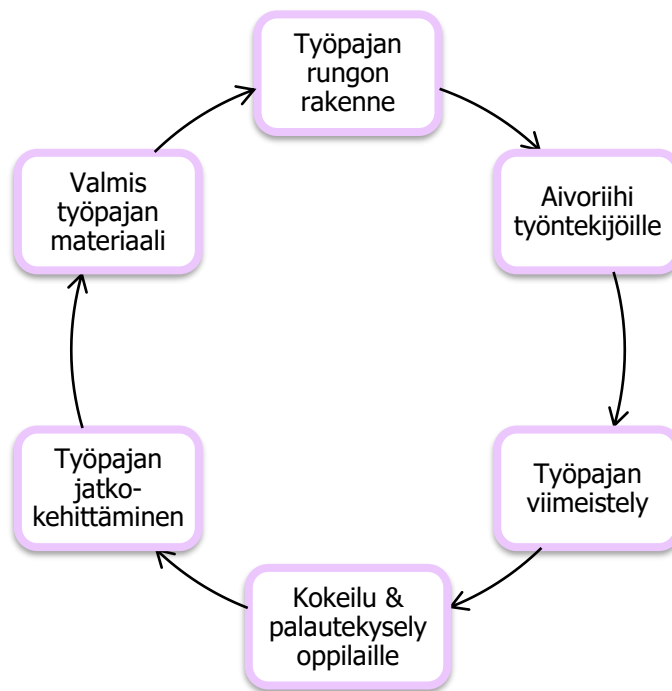 Työpajan
rungon
rakenne
Aivoriihi
työntekijöille
Työpajan
viimeistely
Kokeilu &
palautekysely
oppilaille
Työpajan
jatko-
kehittäminen
Valmis
työpajan
materiaali